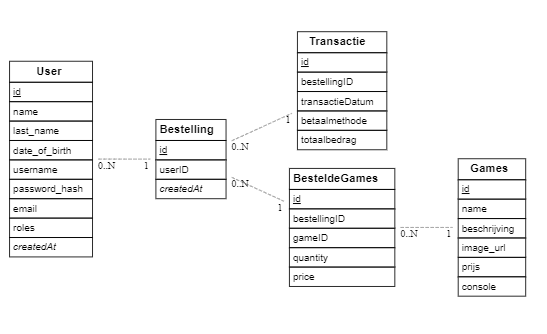 User
id
name
last_name
date_of_birth
username
password_hash
email
roles
createdAt
0..N
1
Bestelling
id
userID
createdAt
0..N
1
0..N
1
Transactie
id
bestellingID
transactieDatum
betaalmethode
totaalbedrag
BesteldeGames
id
bestellingID
gameID
quantity
price
0..N
1
Games
id
name
beschrijving
image_url
prijs
console